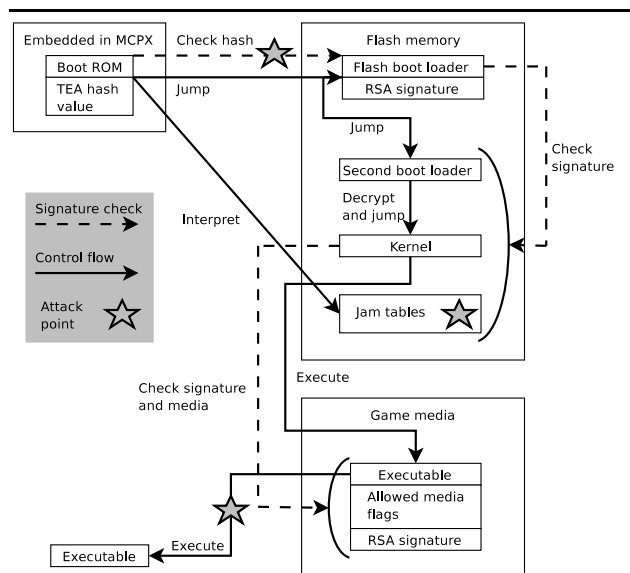 Embedded in MCPX
Check hash
Flash memory
Boot ROM
TEA hash
value
Jump
Flash boot loader
RSA signature
Jump
Check
signature
Second boot loader
Decrypt
and jump
Signature check
Interpret
Kernel
Control flow
Attack
point
Jam tables
Execute
Check signature
and media
Game media
Executable
Allowed media
flags
RSA signature
Execute
Executable